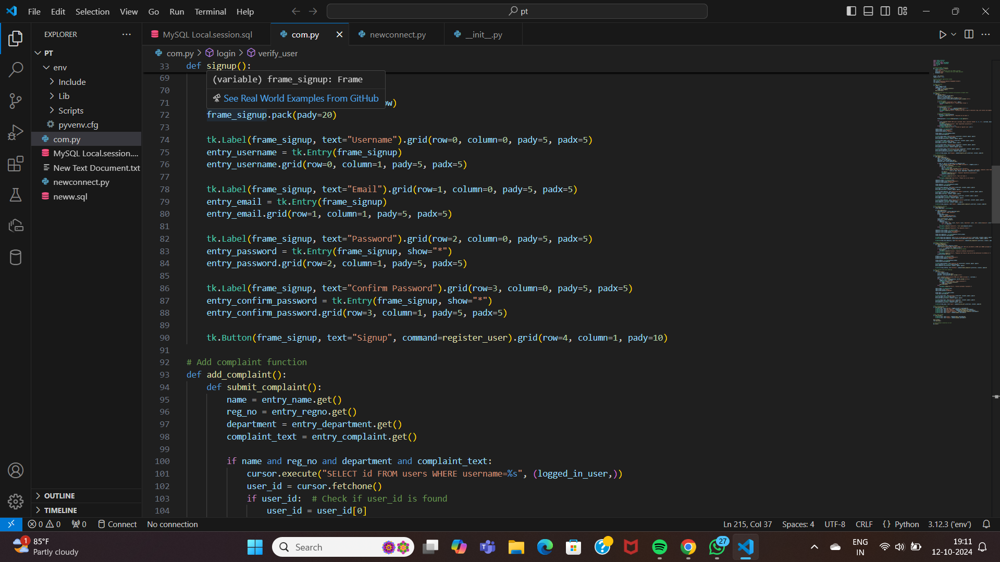 File Edit Selection View Go Run Terminal Help
pt
EXPLORER
MySQL Local.session.sql
com.py
newconnect.py
__init__.py
PT
env
Include
Lib
Scripts
pyvenv.cfg
com.py
MySQL Local.session....
New Text Document.txt
newconnect.py
neww.sql
OUTLINE
TIMELINE
com.py > login > verify_user
33 def signup():
69
(variable) frame_signup: Frame
70
See Real World Examples From GitHub
71 ow)
72 frame_signup.pack(pady=20)
73
74 tk.Label(frame_signup, text="Username").grid(row=0, column=0, pady=5, padx=5)
75 entry_username = tk.Entry(frame_signup)
76 entry_username.grid(row=0, column=1, pady=5, padx=5)
77
78 tk.Label(frame_signup, text="Email").grid(row=1, column=0, pady=5, padx=5)
79 entry_email = tk.Entry(frame_signup)
80 entry_email.grid(row=1, column=1, pady=5, padx=5)
81
82 tk.Label(frame_signup, text="Password").grid(row=2, column=0, pady=5, padx=5)
83 entry_password = tk.Entry(frame_signup, show="*")
84 entry_password.grid(row=2, column=1, pady=5, padx=5)
85
86 tk.Label(frame_signup, text="Confirm Password").grid(row=3, column=0, pady=5, padx=5)
87 entry_confirm_password = tk.Entry(frame_signup, show="*")
88 entry_confirm_password.grid(row=3, column=1, pady=5, padx=5)
89
90 tk.Button(frame_signup, text="Signup", command=register_user).grid(row=4, column=1, pady=10)
91
92 # Add complaint function
93 def add_complaint():
94 def submit_complaint():
95 name = entry_name.get()
96 reg_no = entry_regno.get()
97 department = entry_department.get()
98 complaint_text = entry_complaint.get()
99
100 if name and reg_no and department and complaint_text:
101 cursor.execute("SELECT id FROM users WHERE username=%s", (logged_in_user,))
102 user_id = cursor.fetchone()
103 if user_id: # Check if user_id is found
104 user_id = user_id[0]
0 0 0 Connect No connection
Ln 215, Col 37 Spaces: 4 UTF-8 CRLF {} Python 3.12.3 ('env')
1 85°F
Partly cloudy
Search
27
ENG
IN
19:11
12-10-2024